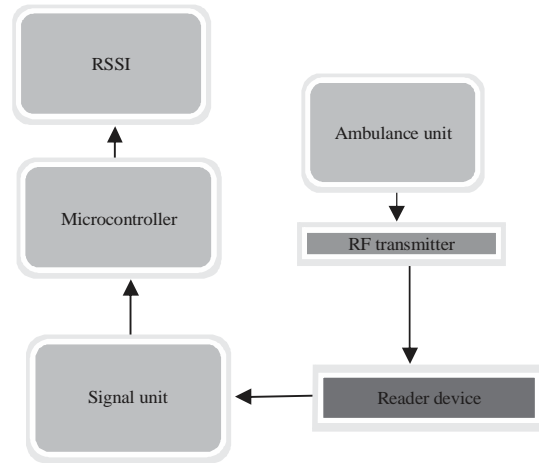 RSSI
Ambulance unit
Microcontroller
RF transmitter
Signal unit
Reader device